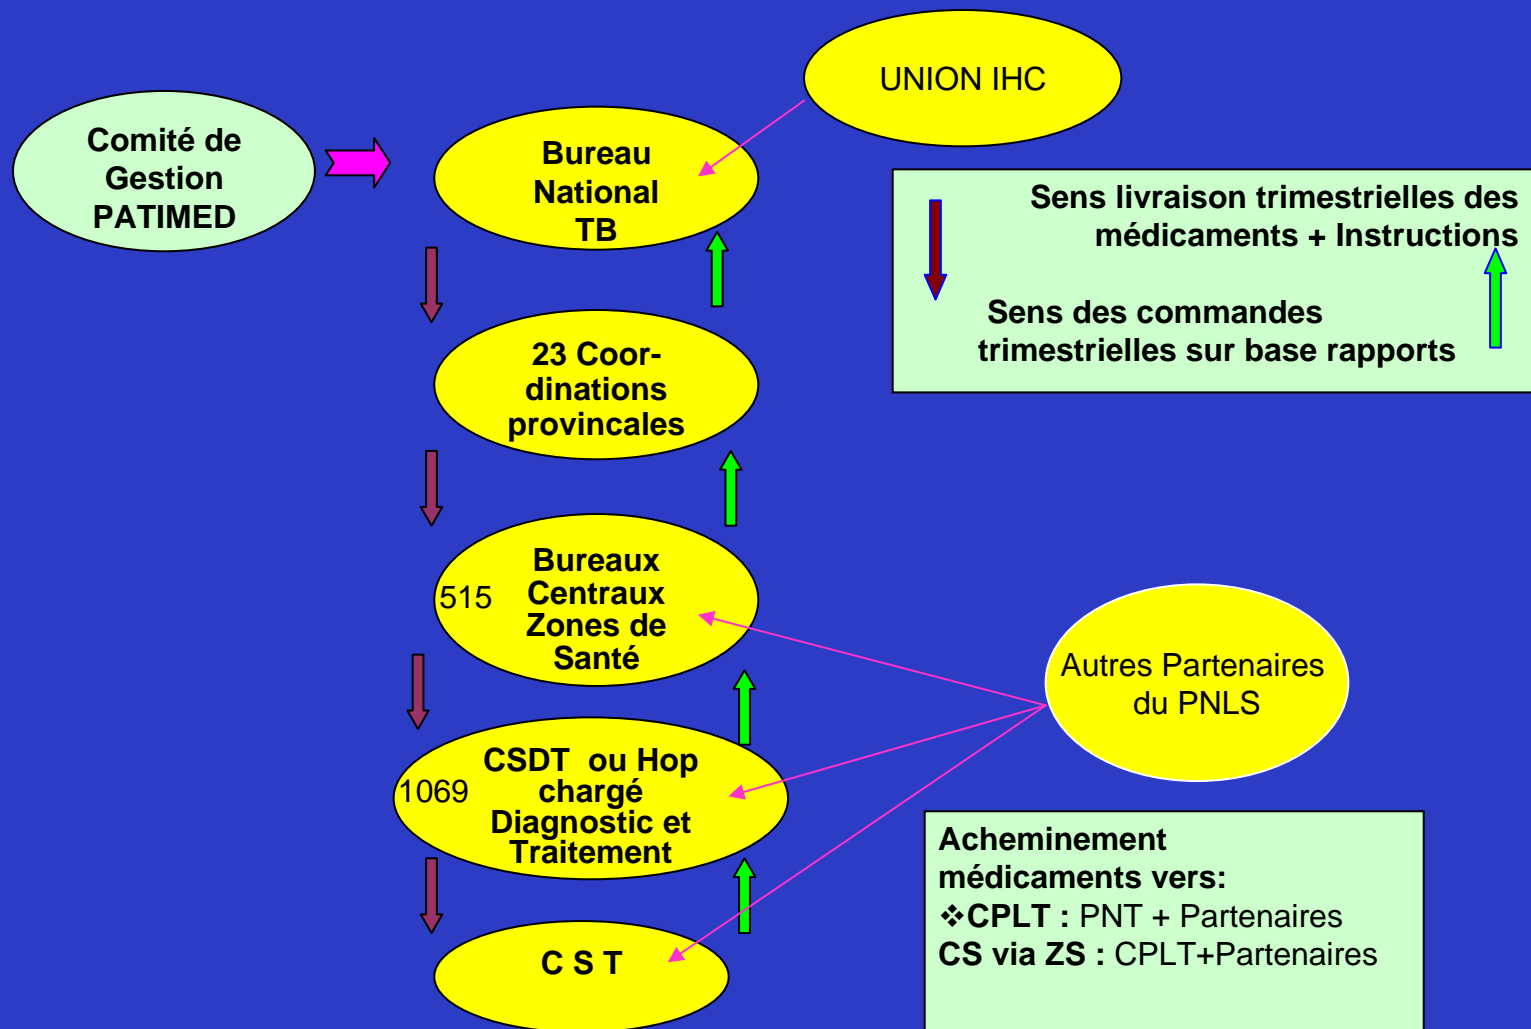 UNION IHC
Comité de
Gestion
PATIMED
Bureau
National
TB
Sens livraison trimestrielles des
médicaments + Instructions
Sens des commandes
trimestrielles sur base rapports
23 Coor-
dinations
provincales
515
Bureaux
Centraux
Zones de
Santé
Autres Partenaires
du PNLS
1069
CSDT ou Hop
chargé
Diagnostic et
Traitement
C S T
Acheminement
médicaments vers:
❖CPLT : PNT + Partenaires
CS via ZS : CPLT+Partenaires